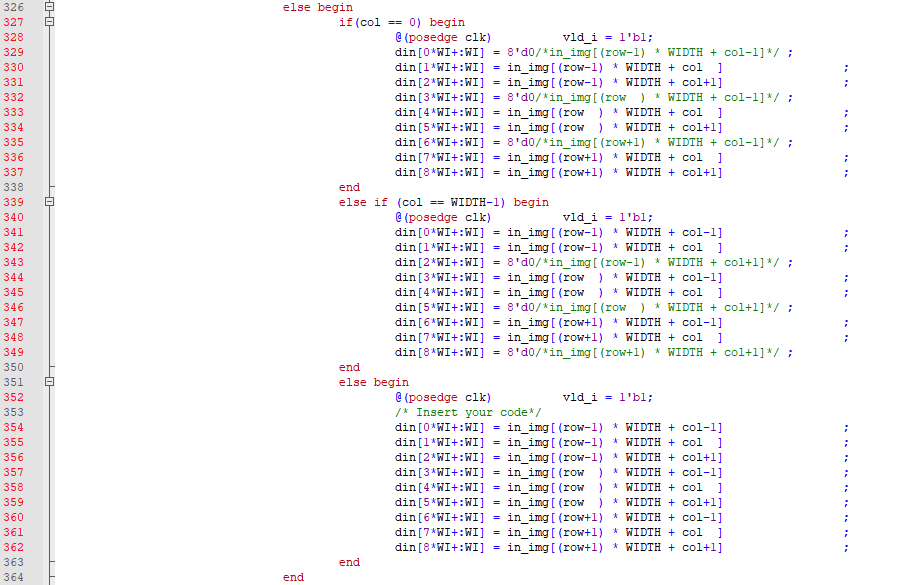 326 else begin
327 if(col == 0) begin
328 @(posedge clk) vld_i = 1'b1;
329 din[0*WI+:WI] = 8'd0/*in_img[(row-1) * WIDTH + col-1]*/ ;
330 din[1*WI+:WI] = in_img[(row-1) * WIDTH + col ] ;
331 din[2*WI+:WI] = in_img[(row-1) * WIDTH + col+1] ;
332 din[3*WI+:WI] = 8'd0/*in_img[(row ) * WIDTH + col-1]*/ ;
333 din[4*WI+:WI] = in_img[(row ) * WIDTH + col ] ;
334 din[5*WI+:WI] = in_img[(row ) * WIDTH + col+1] ;
335 din[6*WI+:WI] = 8'd0/*in_img[(row+1) * WIDTH + col-1]*/ ;
336 din[7*WI+:WI] = in_img[(row+1) * WIDTH + col ] ;
337 din[8*WI+:WI] = in_img[(row+1) * WIDTH + col+1] ;
338 end
339 else if (col == WIDTH-1) begin
340 @(posedge clk) vld_i = 1'b1;
341 din[0*WI+:WI] = in_img[(row-1) * WIDTH + col-1] ;
342 din[1*WI+:WI] = in_img[(row-1) * WIDTH + col ] ;
343 din[2*WI+:WI] = 8'd0/*in_img[(row-1) * WIDTH + col+1]*/ ;
344 din[3*WI+:WI] = in_img[(row ) * WIDTH + col-1] ;
345 din[4*WI+:WI] = in_img[(row ) * WIDTH + col ] ;
346 din[5*WI+:WI] = 8'd0/*in_img[(row ) * WIDTH + col+1]*/ ;
347 din[6*WI+:WI] = in_img[(row+1) * WIDTH + col-1] ;
348 din[7*WI+:WI] = in_img[(row+1) * WIDTH + col ] ;
349 din[8*WI+:WI] = 8'd0/*in_img[(row+1) * WIDTH + col+1]*/ ;
350 end
351 else begin
352 @(posedge clk) vld_i = 1'b1;
353 /* Insert your code*/
354 din[0*WI+:WI] = in_img[(row-1) * WIDTH + col-1] ;
355 din[1*WI+:WI] = in_img[(row-1) * WIDTH + col ] ;
356 din[2*WI+:WI] = in_img[(row-1) * WIDTH + col+1] ;
357 din[3*WI+:WI] = in_img[(row ) * WIDTH + col-1] ;
358 din[4*WI+:WI] = in_img[(row ) * WIDTH + col ] ;
359 din[5*WI+:WI] = in_img[(row ) * WIDTH + col+1] ;
360 din[6*WI+:WI] = in_img[(row+1) * WIDTH + col-1] ;
361 din[7*WI+:WI] = in_img[(row+1) * WIDTH + col ] ;
362 din[8*WI+:WI] = in_img[(row+1) * WIDTH + col+1] ;
363 end
364 end